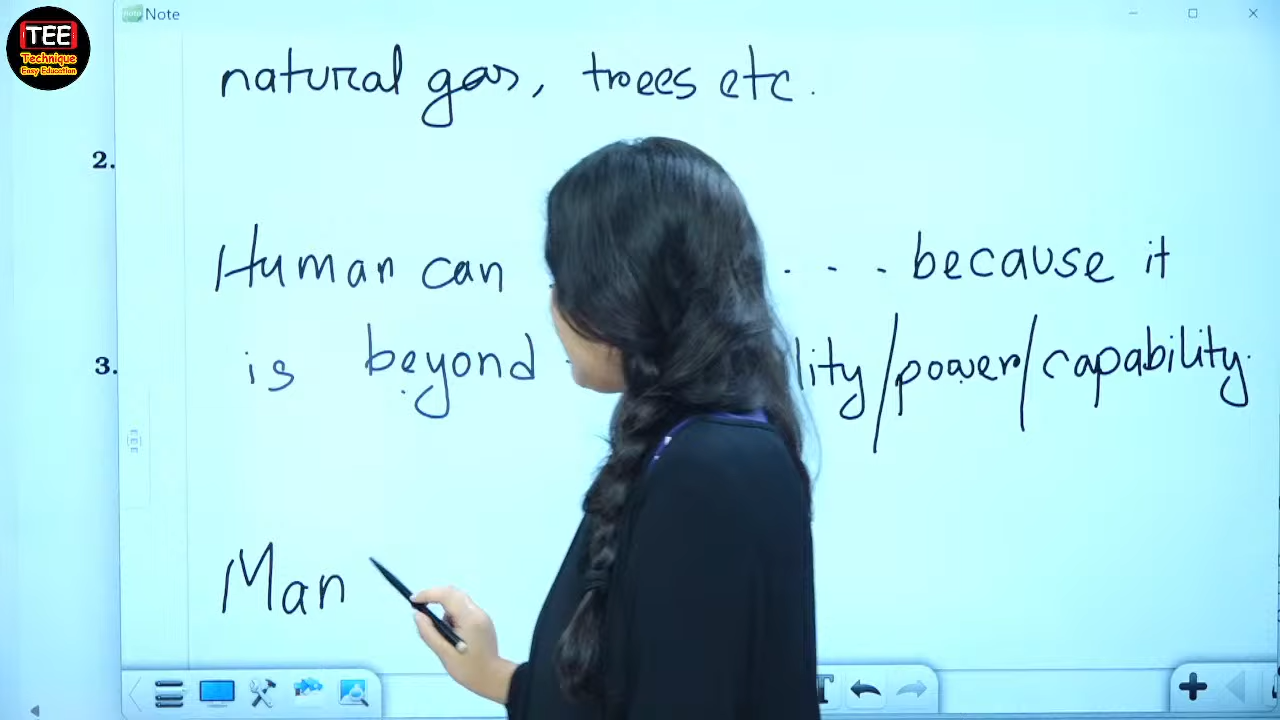 TEE
Technique
Easy Education
Note
natural gas, trees etc.
2.
Human can . . . because it
3.
is beyond lity/power/capability.
Man